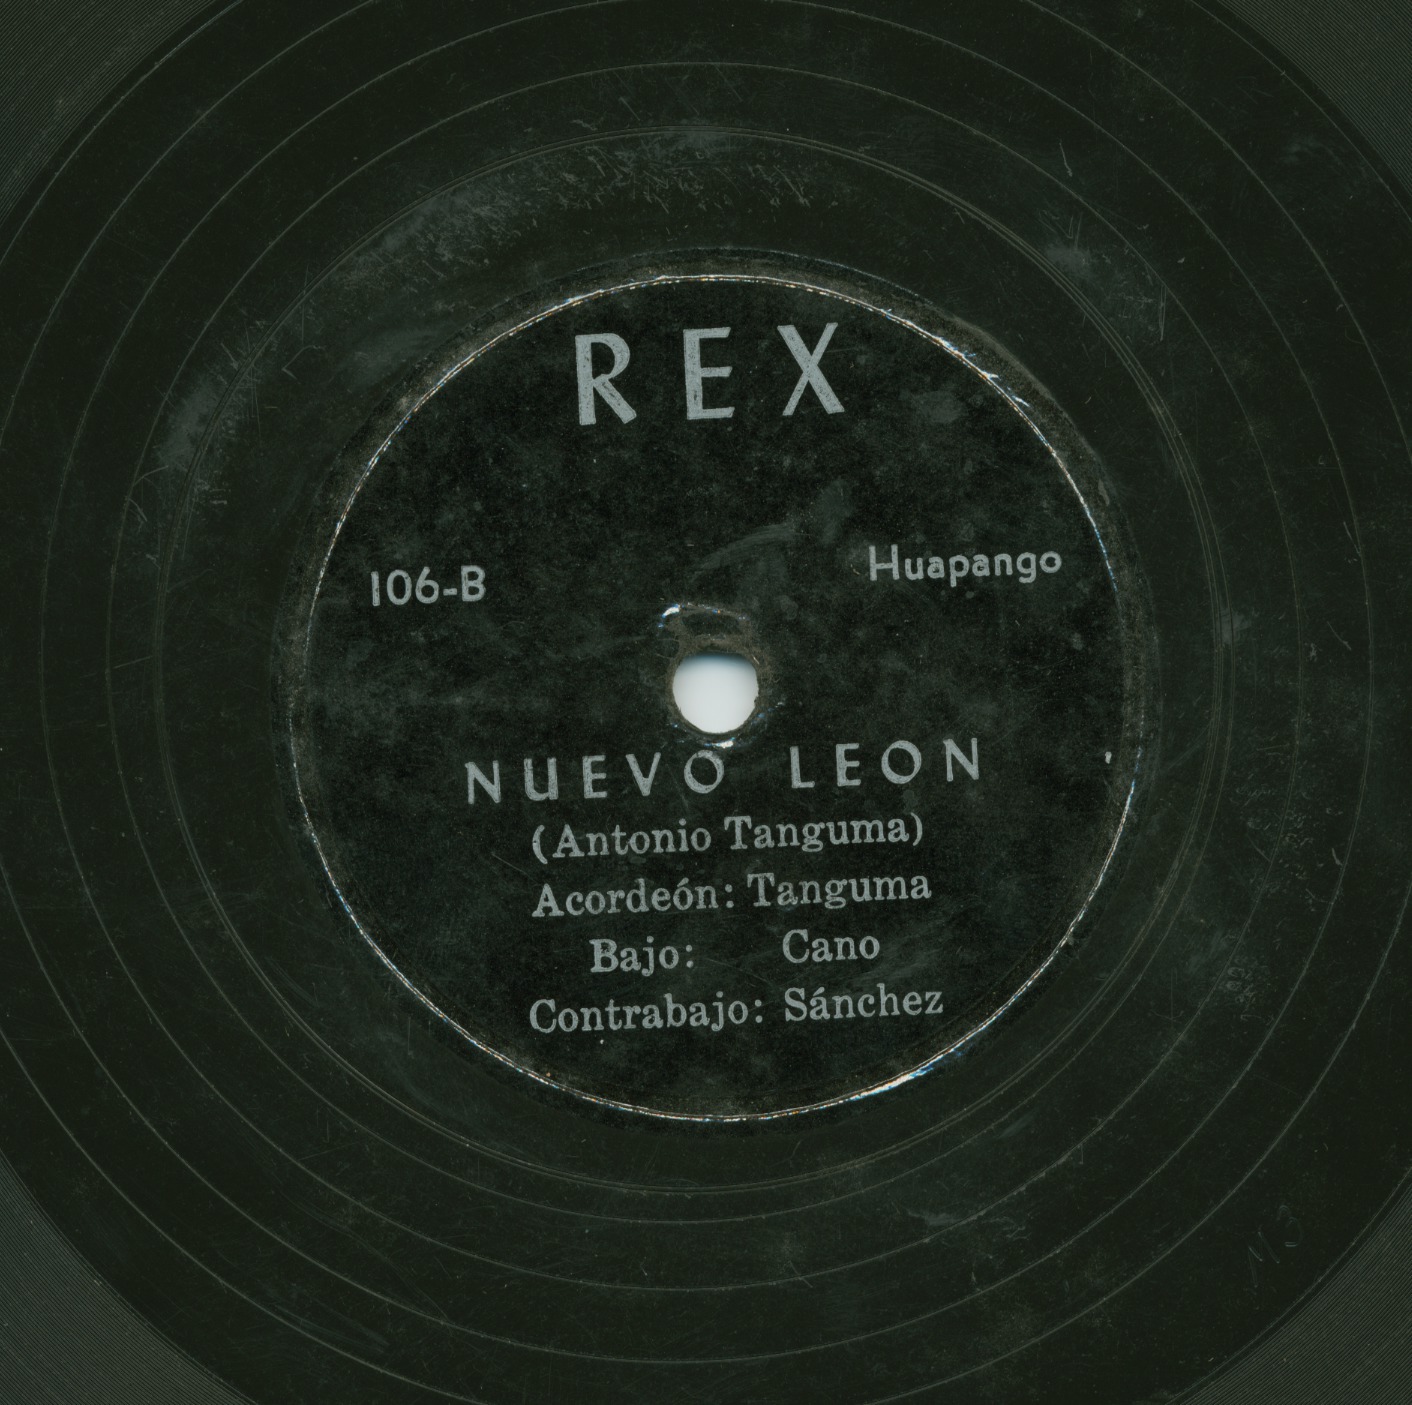 REX
106-B
Huapango
NUEVO LEON
(Antonio Tanguma)
Acordeón: Tanguma
Bajo: Cano
Contrabajo: Sánchez